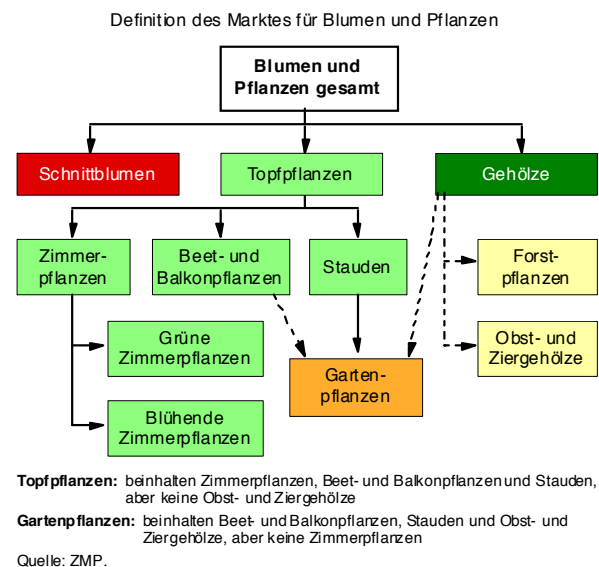 Definition des Marktes für Blumen und Pflanzen
Blumen und
Pflanzen gesamt
Schnittblumen
Topfpflanzen
Gehölze
Zimmer-
pflanzen
Beet- und
Balkonpflanzen
Stauden
Forst-
pflanzen
Grüne
Zimmerpflanzen
Obst- und
Ziergehölze
Garten-
pflanzen
Blühende
Zimmerpflanzen
Topfpflanzen: beinhalten Zimmerpflanzen, Beet- und Balkonpflanzen und Stauden,
aber keine Obst- und Ziergehölze
Gartenpflanzen: beinhalten Beet- und Balkonpflanzen, Stauden und Obst- und
Ziergehölze, aber keine Zimmerpflanzen
Quelle: ZMP.